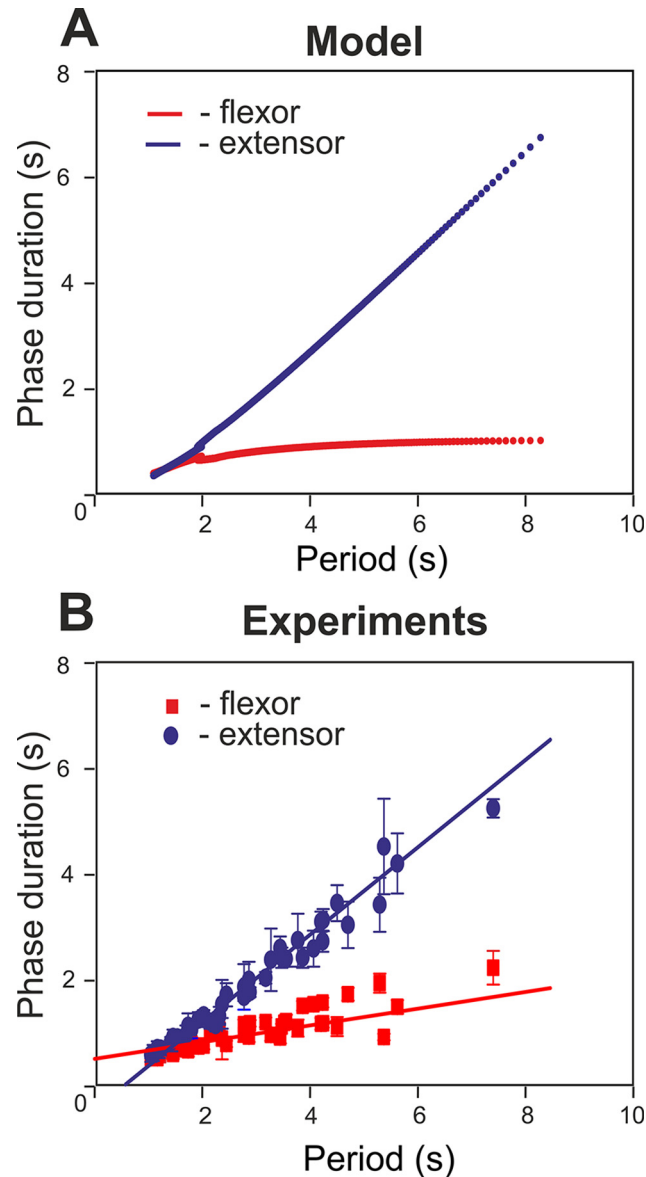 A
Model
8
- flexor
- extensor
6
Phase duration (s)
4
2
0
2
4
6
8
10
Period (s)
B
Experiments
8
- flexor
- extensor
6
Phase duration (s)
4
2
0
2
4
6
8
10
Period (s)